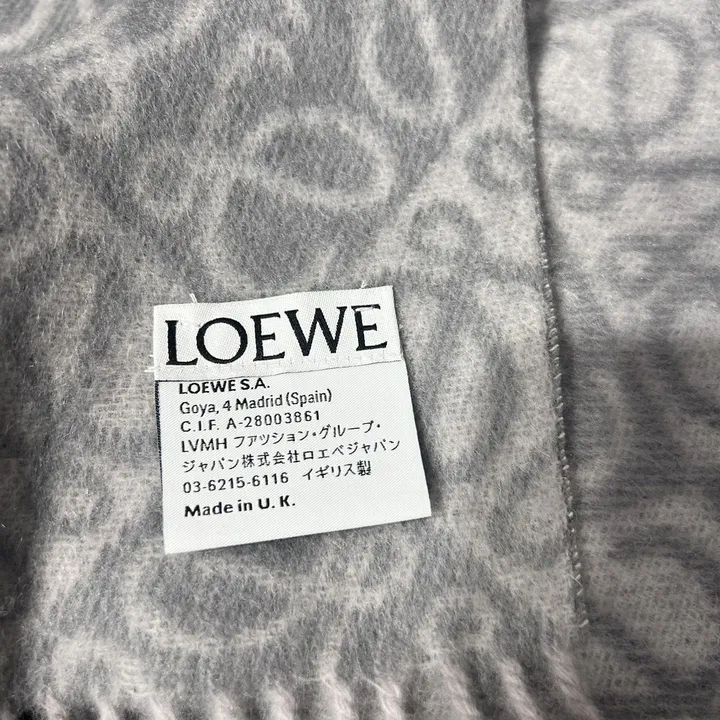 LOEWE
LOEWE S.A.
Goya, 4 Madrid (Spain)
C.I.F. A-28003861
LVMH ファッション・グループ・
ジャパン株式会社ロエベジャパン
03-6215-6116 イギリス製
Made in U.K.